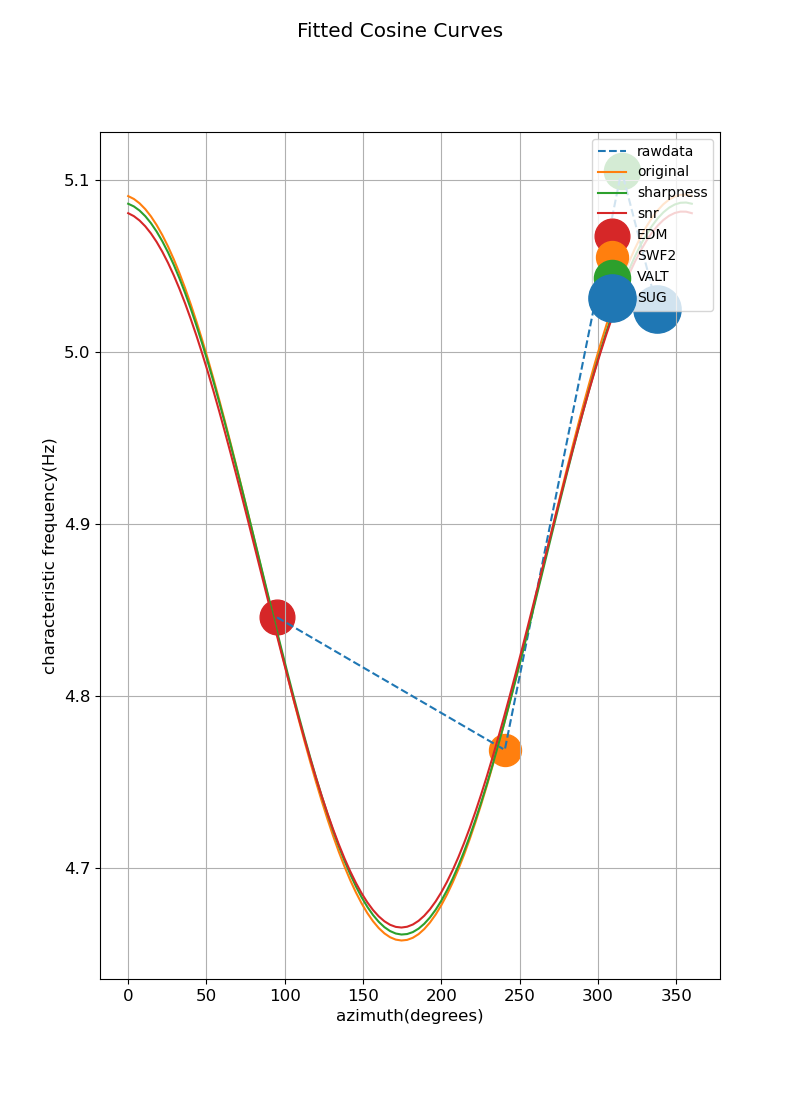 Fitted Cosine Curves
rawdata
original
sharpness
snr
EDM
SWF2
VALT
SUG
characteristic frequency(Hz)
5.1
5.0
4.9
4.8
4.7
0 50 100 150 200 250 300 350
azimuth(degrees)